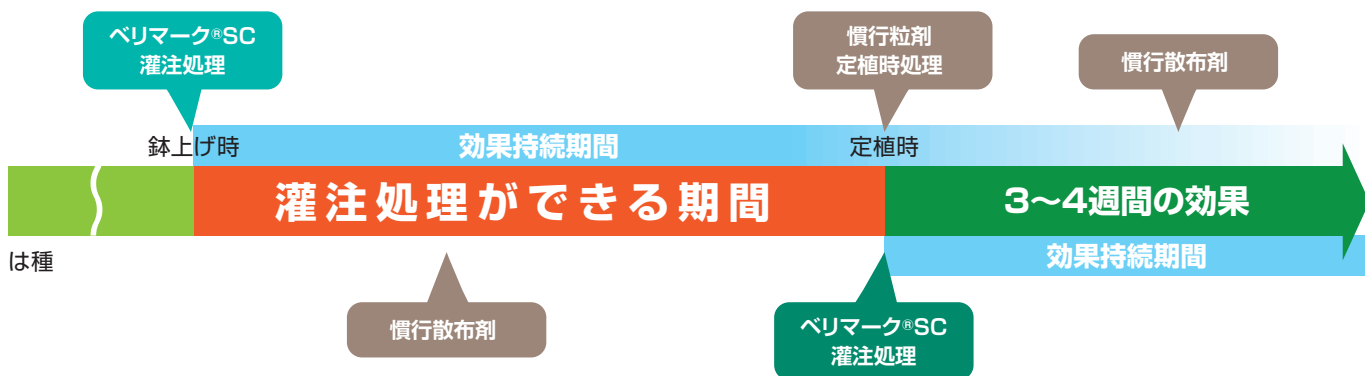 ベリマーク®SC
灌注処理
慣行粒剤
定植時処理
慣行散布剤
鉢上げ時
効果持続期間
定植時
灌注処理ができる期間
3〜4週間の効果
は種
効果持続期間
慣行散布剤
ベリマーク®SC
灌注処理